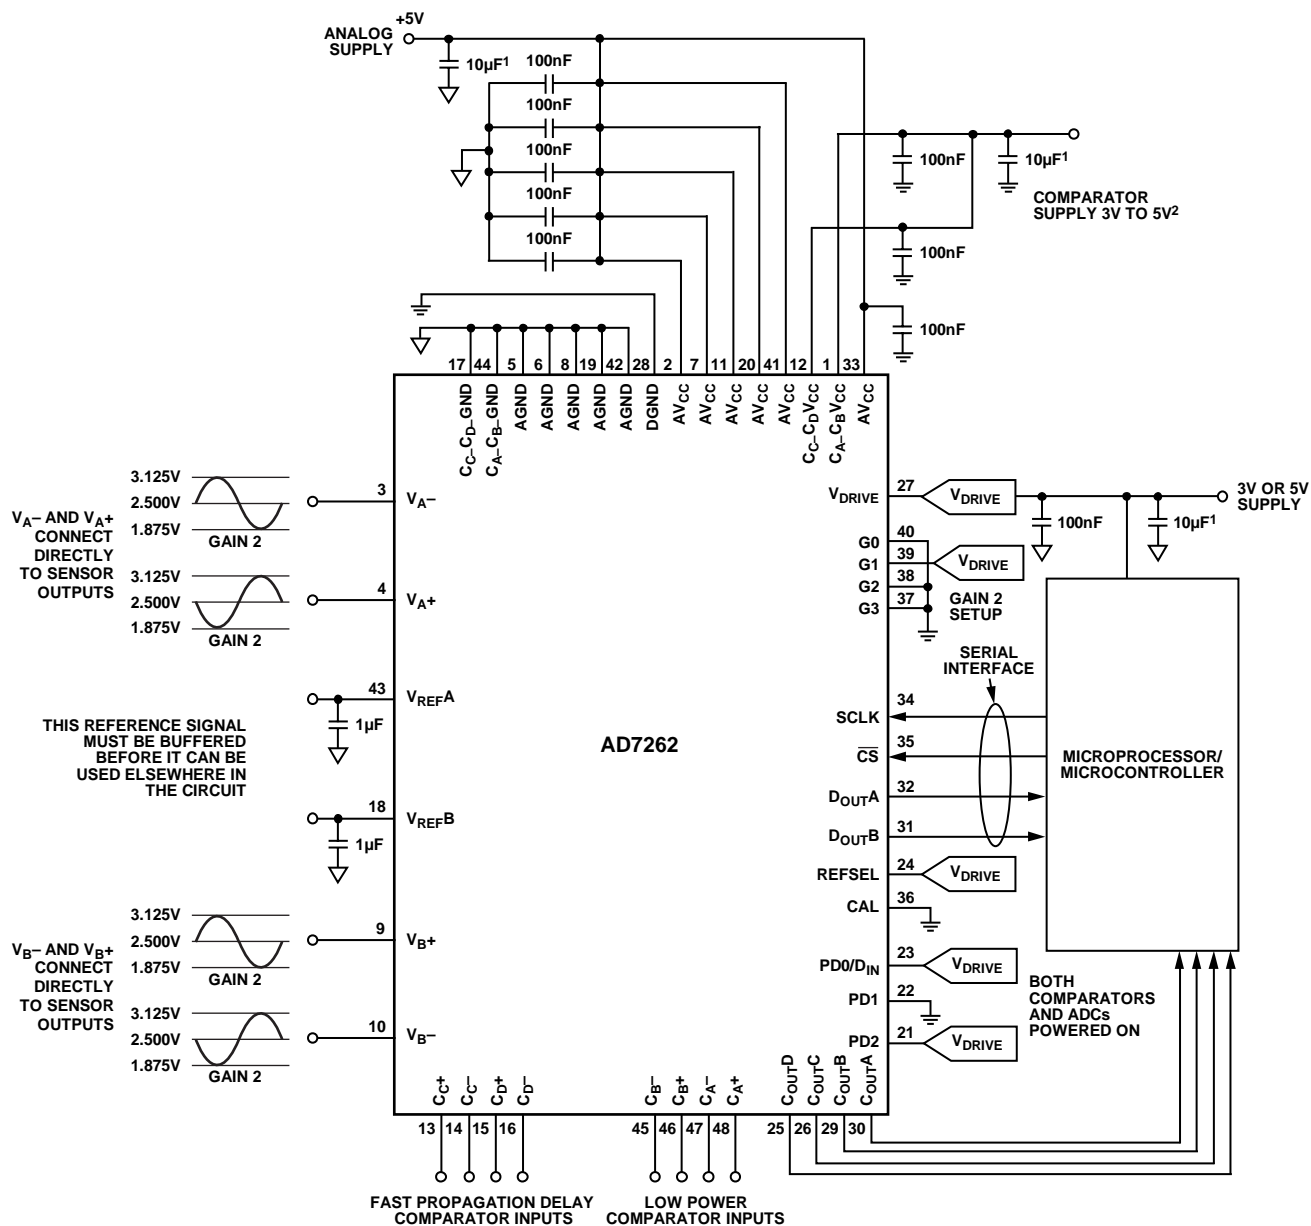 +5V
ANALOG
SUPPLY
10µF1
100nF
100nF
100nF
100nF
100nF
100nF
10µF1
COMPARATOR
SUPPLY 3V TO 5V2
100nF
100nF
17 44 5 6 8 19 42 28 2 7 11 20 41 12 1 33
CC–CD–GND
CA–CB–GND
AGND
AGND
AGND
AGND
AGND
DGND
AVCC
AVCC
AVCC
AVCC
AVCC
CC–CDVCC
CA–CBVCC
AVCC
3.125V
2.500V
1.875V
GAIN 2
3.125V
2.500V
1.875V
GAIN 2
VA– AND VA+
CONNECT
DIRECTLY
TO SENSOR
OUTPUTS
3
VA–
4
VA+
43
VREFA
1µF
THIS REFERENCE SIGNAL
MUST BE BUFFERED
BEFORE IT CAN BE
USED ELSEWHERE IN
THE CIRCUIT
18
VREFB
1µF
3.125V
2.500V
1.875V
GAIN 2
3.125V
2.500V
1.875V
GAIN 2
VB– AND VB+
CONNECT
DIRECTLY
TO SENSOR
OUTPUTS
9
VB+
10
VB–
AD7262
VDRIVE
27
VDRIVE
100nF
10µF1
3V OR 5V
SUPPLY
G0
40
G1
39
VDRIVE
G2
38
G3
37
GAIN 2
SETUP
SERIAL
INTERFACE
SCLK
34
CS
35
DOUTA
32
DOUTB
31
MICROPROCESSOR/
MICROCONTROLLER
REFSEL
24
VDRIVE
CAL
36
PD0/DIN
23
VDRIVE
PD1
22
PD2
21
VDRIVE
BOTH
COMPARATORS
AND ADCs
POWERED ON
CC+
CC–
CD+
CD–
CB–
CB+
CA–
CA+
COUTD
COUTC
COUTB
COUTA
13 14 15 16 45 46 47 48 25 26 29 30
FAST PROPAGATION DELAY
COMPARATOR INPUTS
LOW POWER
COMPARATOR INPUTS